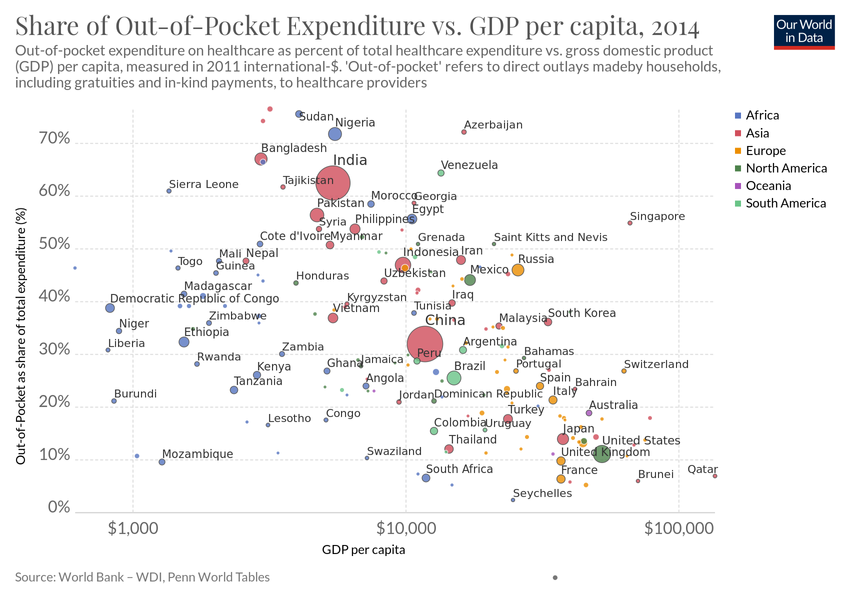 Share of Out-of-Pocket Expenditure vs. GDP per capita, 2014
Our World
in Data
Out-of-pocket expenditure on healthcare as percent of total healthcare expenditure vs. gross domestic product
(GDP) per capita, measured in 2011 international-$. 'Out-of-pocket' refers to direct outlays madeby households,
including gratuities and in-kind payments, to healthcare providers
Africa
Asia
Europe
North America
Oceania
South America
Out-of-Pocket as share of total expenditure (%)
70%
60%
50%
40%
30%
20%
10%
0%
Sudan
Nigeria
Azerbaijan
Bangladesh
India
Venezuela
Sierra Leone
Tajikistan
Morocco
Georgia
Pakistan
Egypt
Singapore
Syria
Philippines
Cote d'Ivoire
Myanmar
Grenada
Saint Kitts and Nevis
Togo
Mali
Nepal
Guinea
Indonesia
Iran
Russia
Honduras
Uzbekistan
Mexico
Madagascar
Democratic Republic of Congo
Kyrgyzstan
Iraq
Niger
Zimbabwe
Vietnam
Tunisia
China
Malaysia
South Korea
Ethiopia
Liberia
Rwanda
Zambia
Argentina
Peru
Bahamas
Kenya
Ghana
Jamaica
Brazil
Portugal
Switzerland
Tanzania
Angola
Spain
Bahrain
Burundi
Jordan
Dominican Republic
Italy
Lesotho
Congo
Turkey
Australia
Colombia
Uruguay
Japan
Thailand
United States
Mozambique
Swaziland
United Kingdom
South Africa
France
Brunei
Qatar
Seychelles
$1,000
$10,000
$100,000
GDP per capita
Source: World Bank – WDI, Penn World Tables